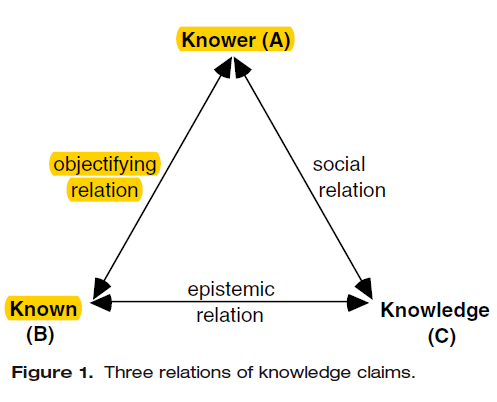 Knower (A)
objectifying
relation
social
relation
epistemic
relation
Known
(B)
Knowledge
(C)
Figure 1. Three relations of knowledge claims.